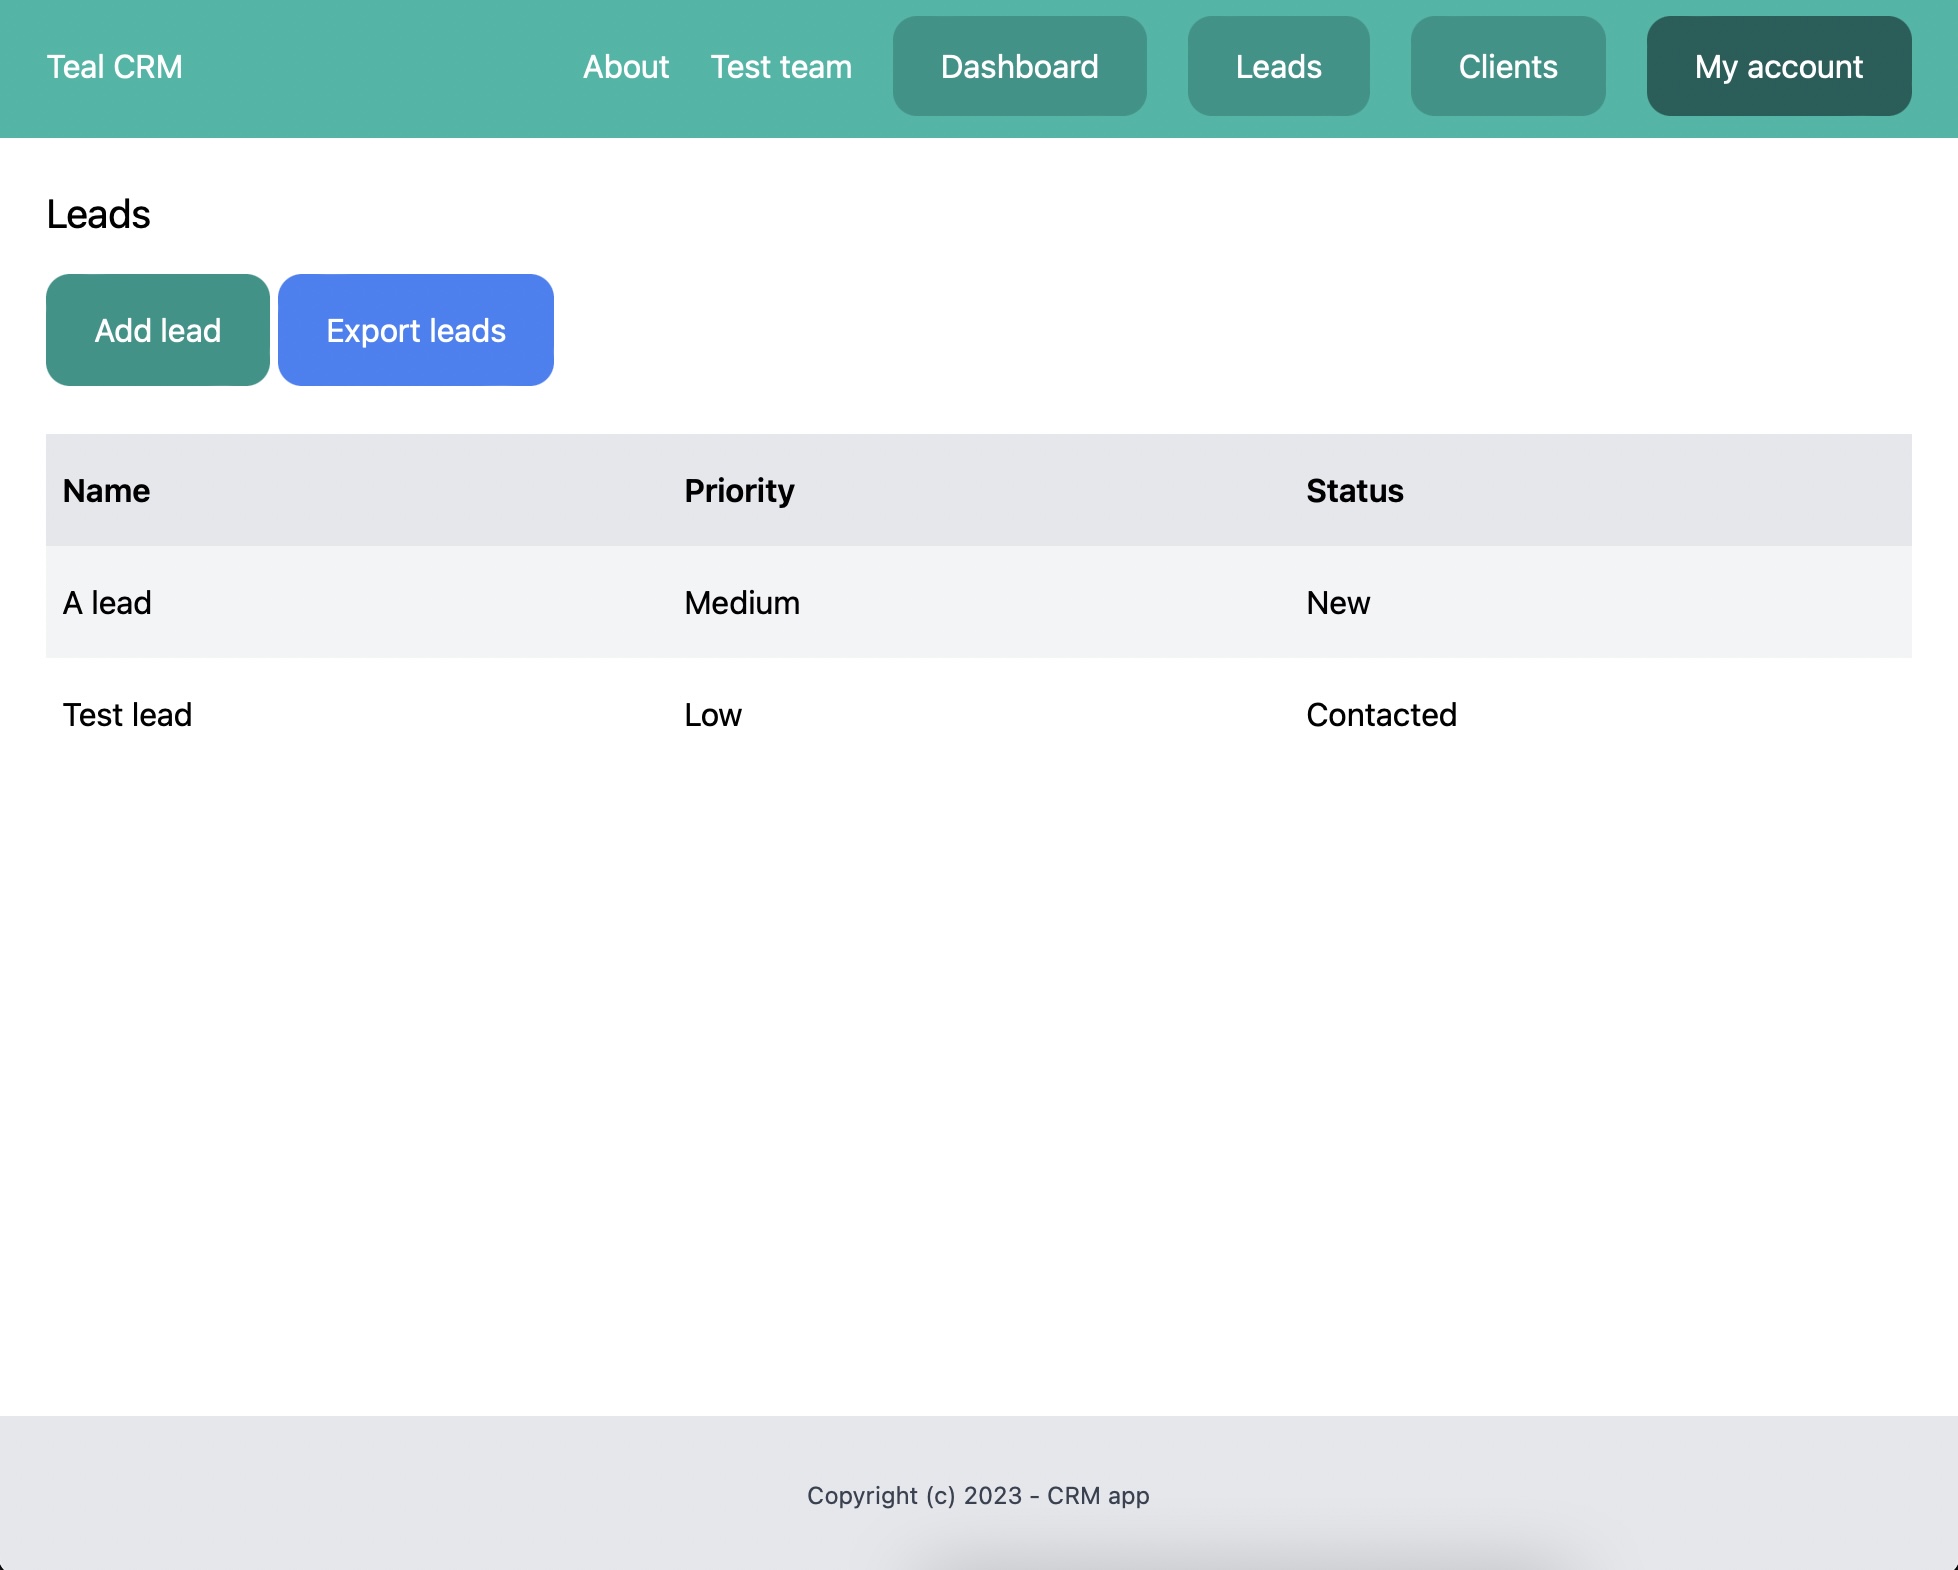 Teal CRM About Test team Dashboard Leads Clients My account
Leads
Add lead Export leads
Name Priority Status
A lead Medium New
Test lead Low Contacted
Copyright (c) 2023 - CRM app